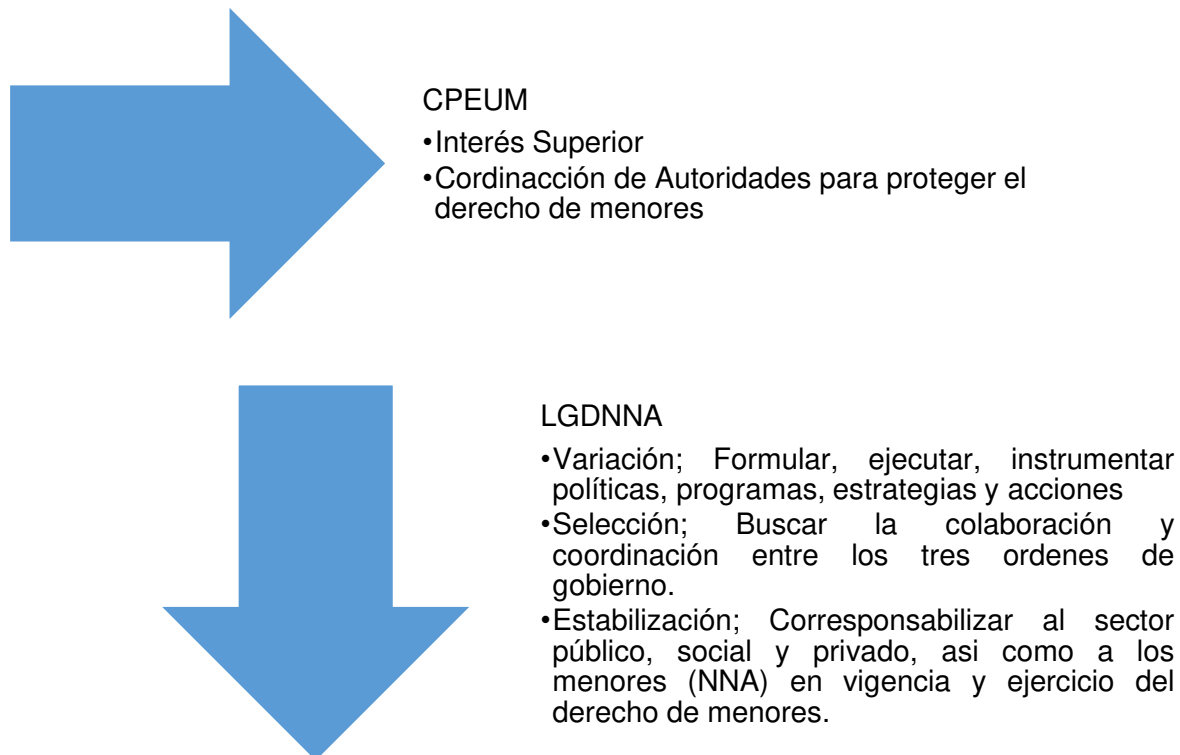 CPEUM
•Interés Superior
•Cordinacción de Autoridades para proteger el
derecho de menores
LGDNNA
•Variación; Formular, ejecutar, instrumentar
políticas, programas, estrategias y acciones
•Selección; Buscar la colaboración y
coordinación entre los tres ordenes de
gobierno.
•Estabilización; Corresponsabilizar al sector
público, social y privado, asi como a los
menores (NNA) en vigencia y ejercicio del
derecho de menores.